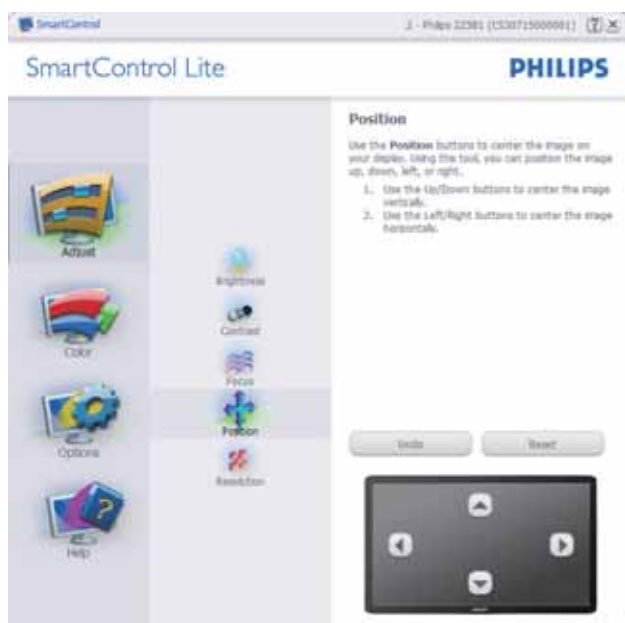 SmartControl
SmartControl Lite
PHILIPS
Adjust
Color
Options
Help
Brightness
Contrast
Focus
Position
Resolution
Position
Use the Position buttons to center the image on
your display. Using the tool, you can position the image
up, down, left, or right.
1. Use the Up/Down buttons to center the image
vertically.
2. Use the Left/Right buttons to center the image
horizontally.
Undo
Reset